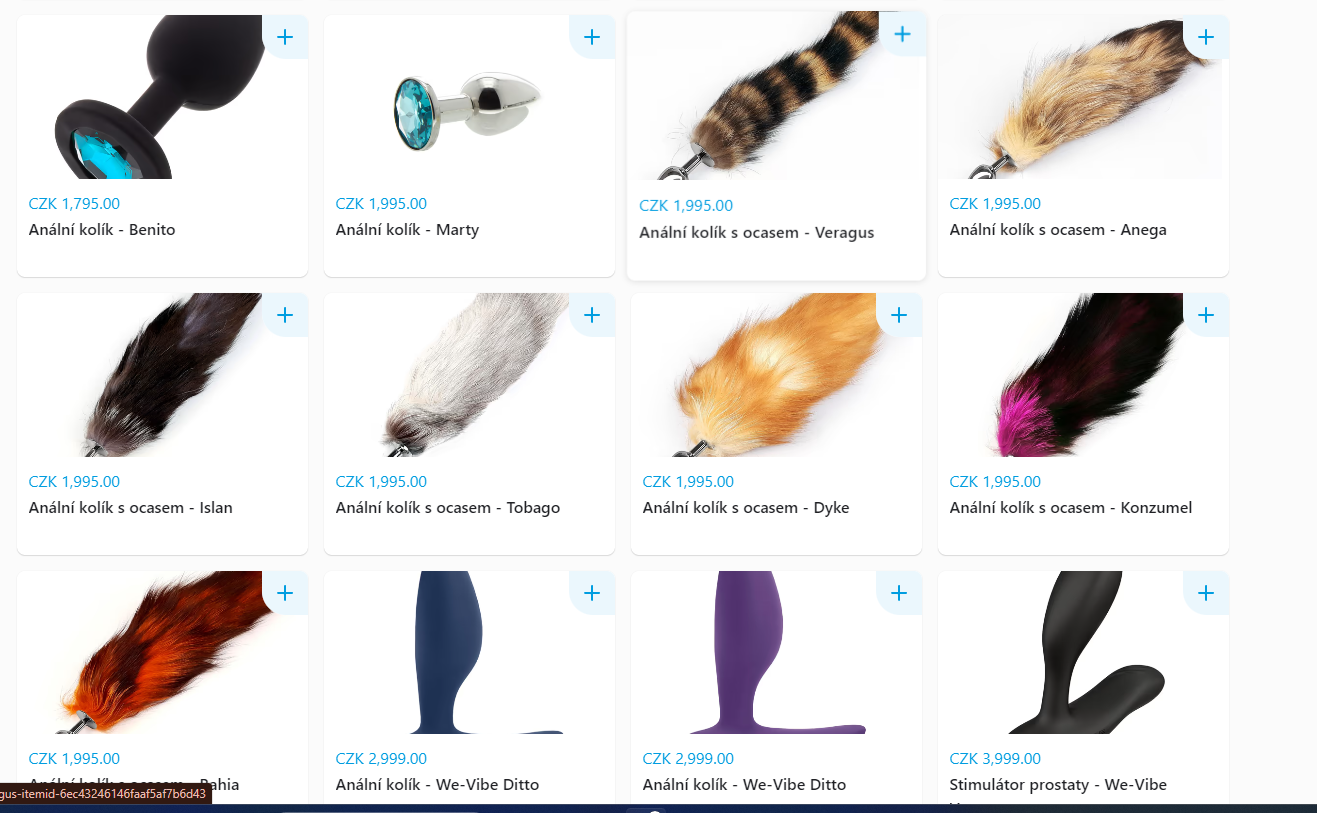 CZK 1,795.00
Anální kolík - Benito
CZK 1,995.00
Anální kolík - Marty
CZK 1,995.00
Anální kolík s ocasem - Veragus
CZK 1,995.00
Anální kolík s ocasem - Anega
CZK 1,995.00
Anální kolík s ocasem - Islan
CZK 1,995.00
Anální kolík s ocasem - Tobago
CZK 1,995.00
Anální kolík s ocasem - Dyke
CZK 1,995.00
Anální kolík s ocasem - Konzumel
CZK 1,995.00
Anální kolík s ocasem - Bahia
CZK 2,999.00
Anální kolík - We-Vibe Ditto
CZK 2,999.00
Anální kolík - We-Vibe Ditto
CZK 3,999.00
Stimulátor prostaty - We-Vibe
gus-itemid-6ec43246146faaf5af7b6d43